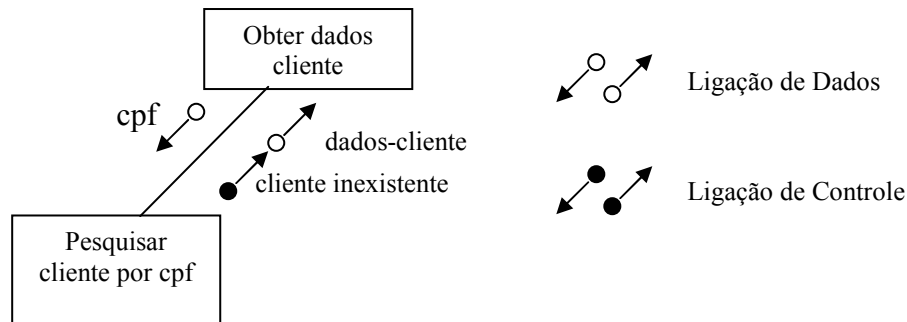 Obter dados
cliente
cpf
dados-cliente
cliente inexistente
Pesquisar
cliente por cpf
Ligação de Dados
Ligação de Controle